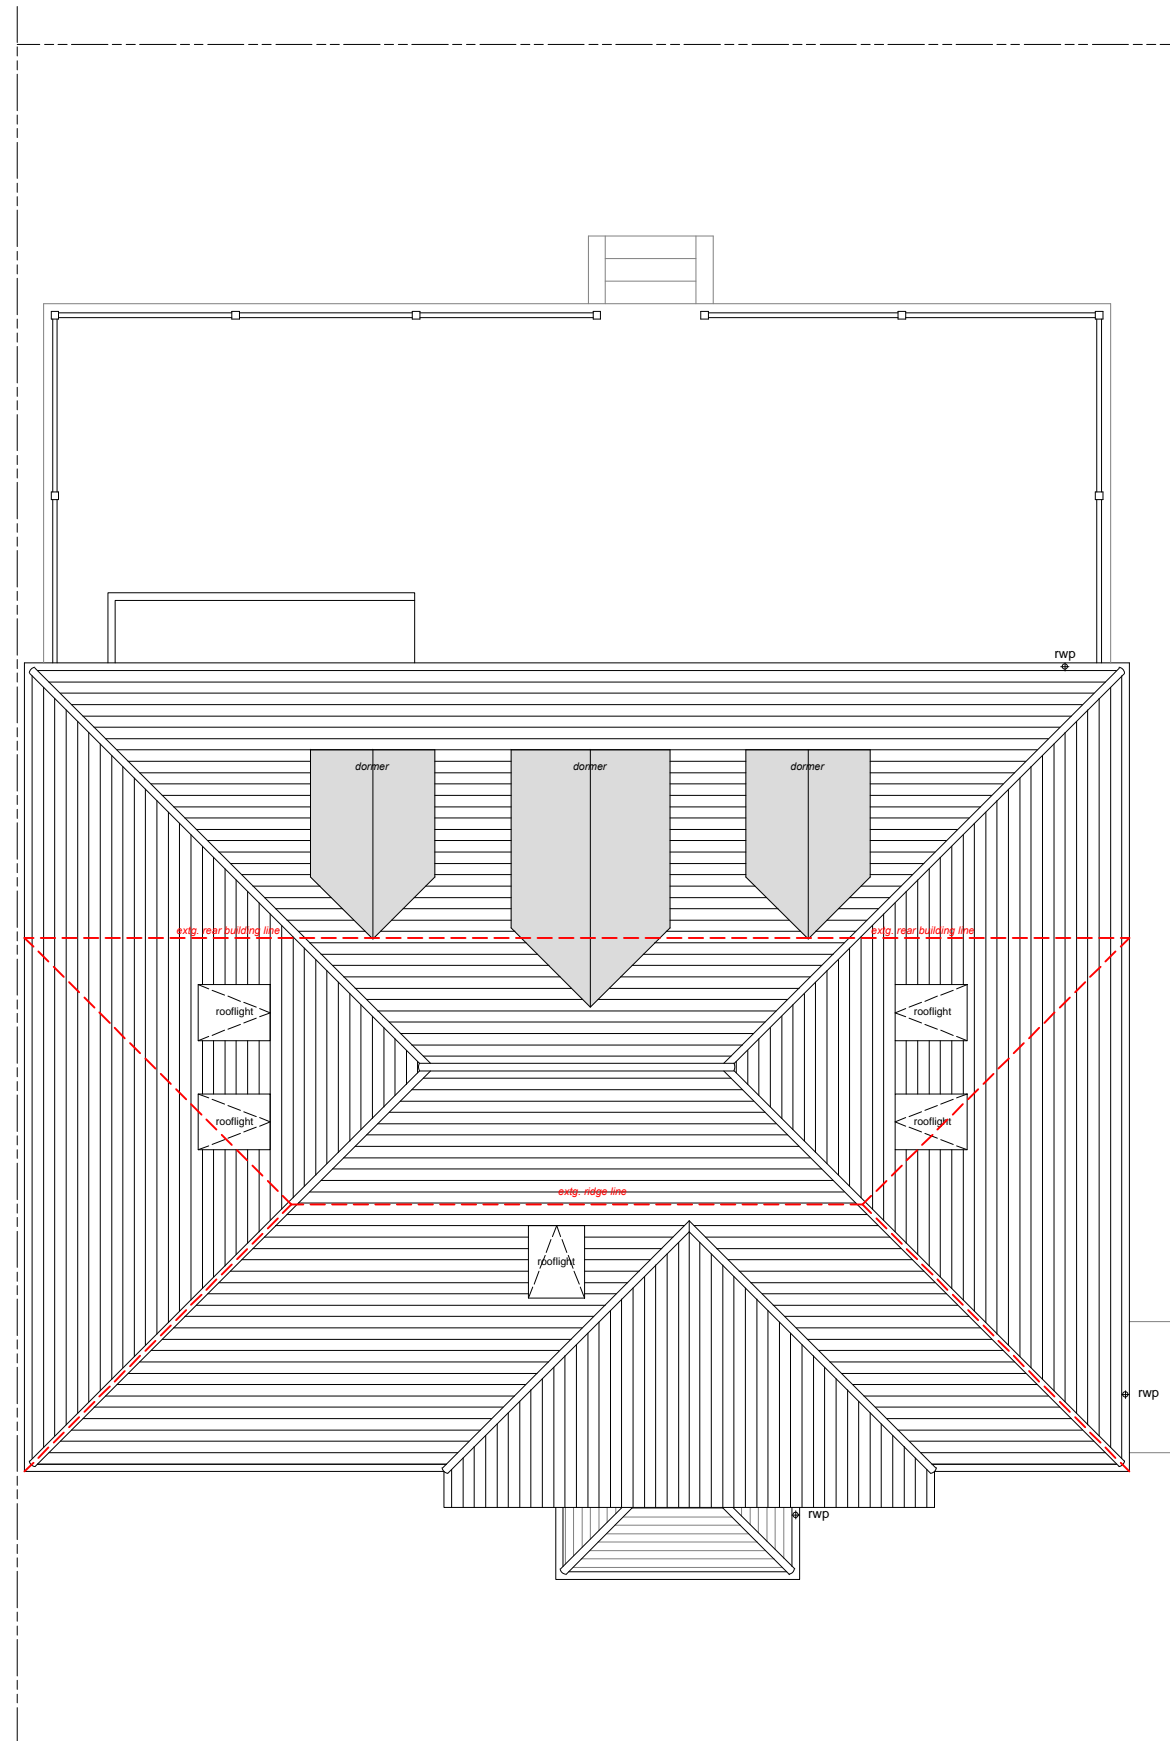 rwp
dormer
dormer
dormer
extg. rear building line
extg. rear building line
rooflight
rooflight
rooflight
rooflight
extg. ridge line
rooflight
rwp
rwp